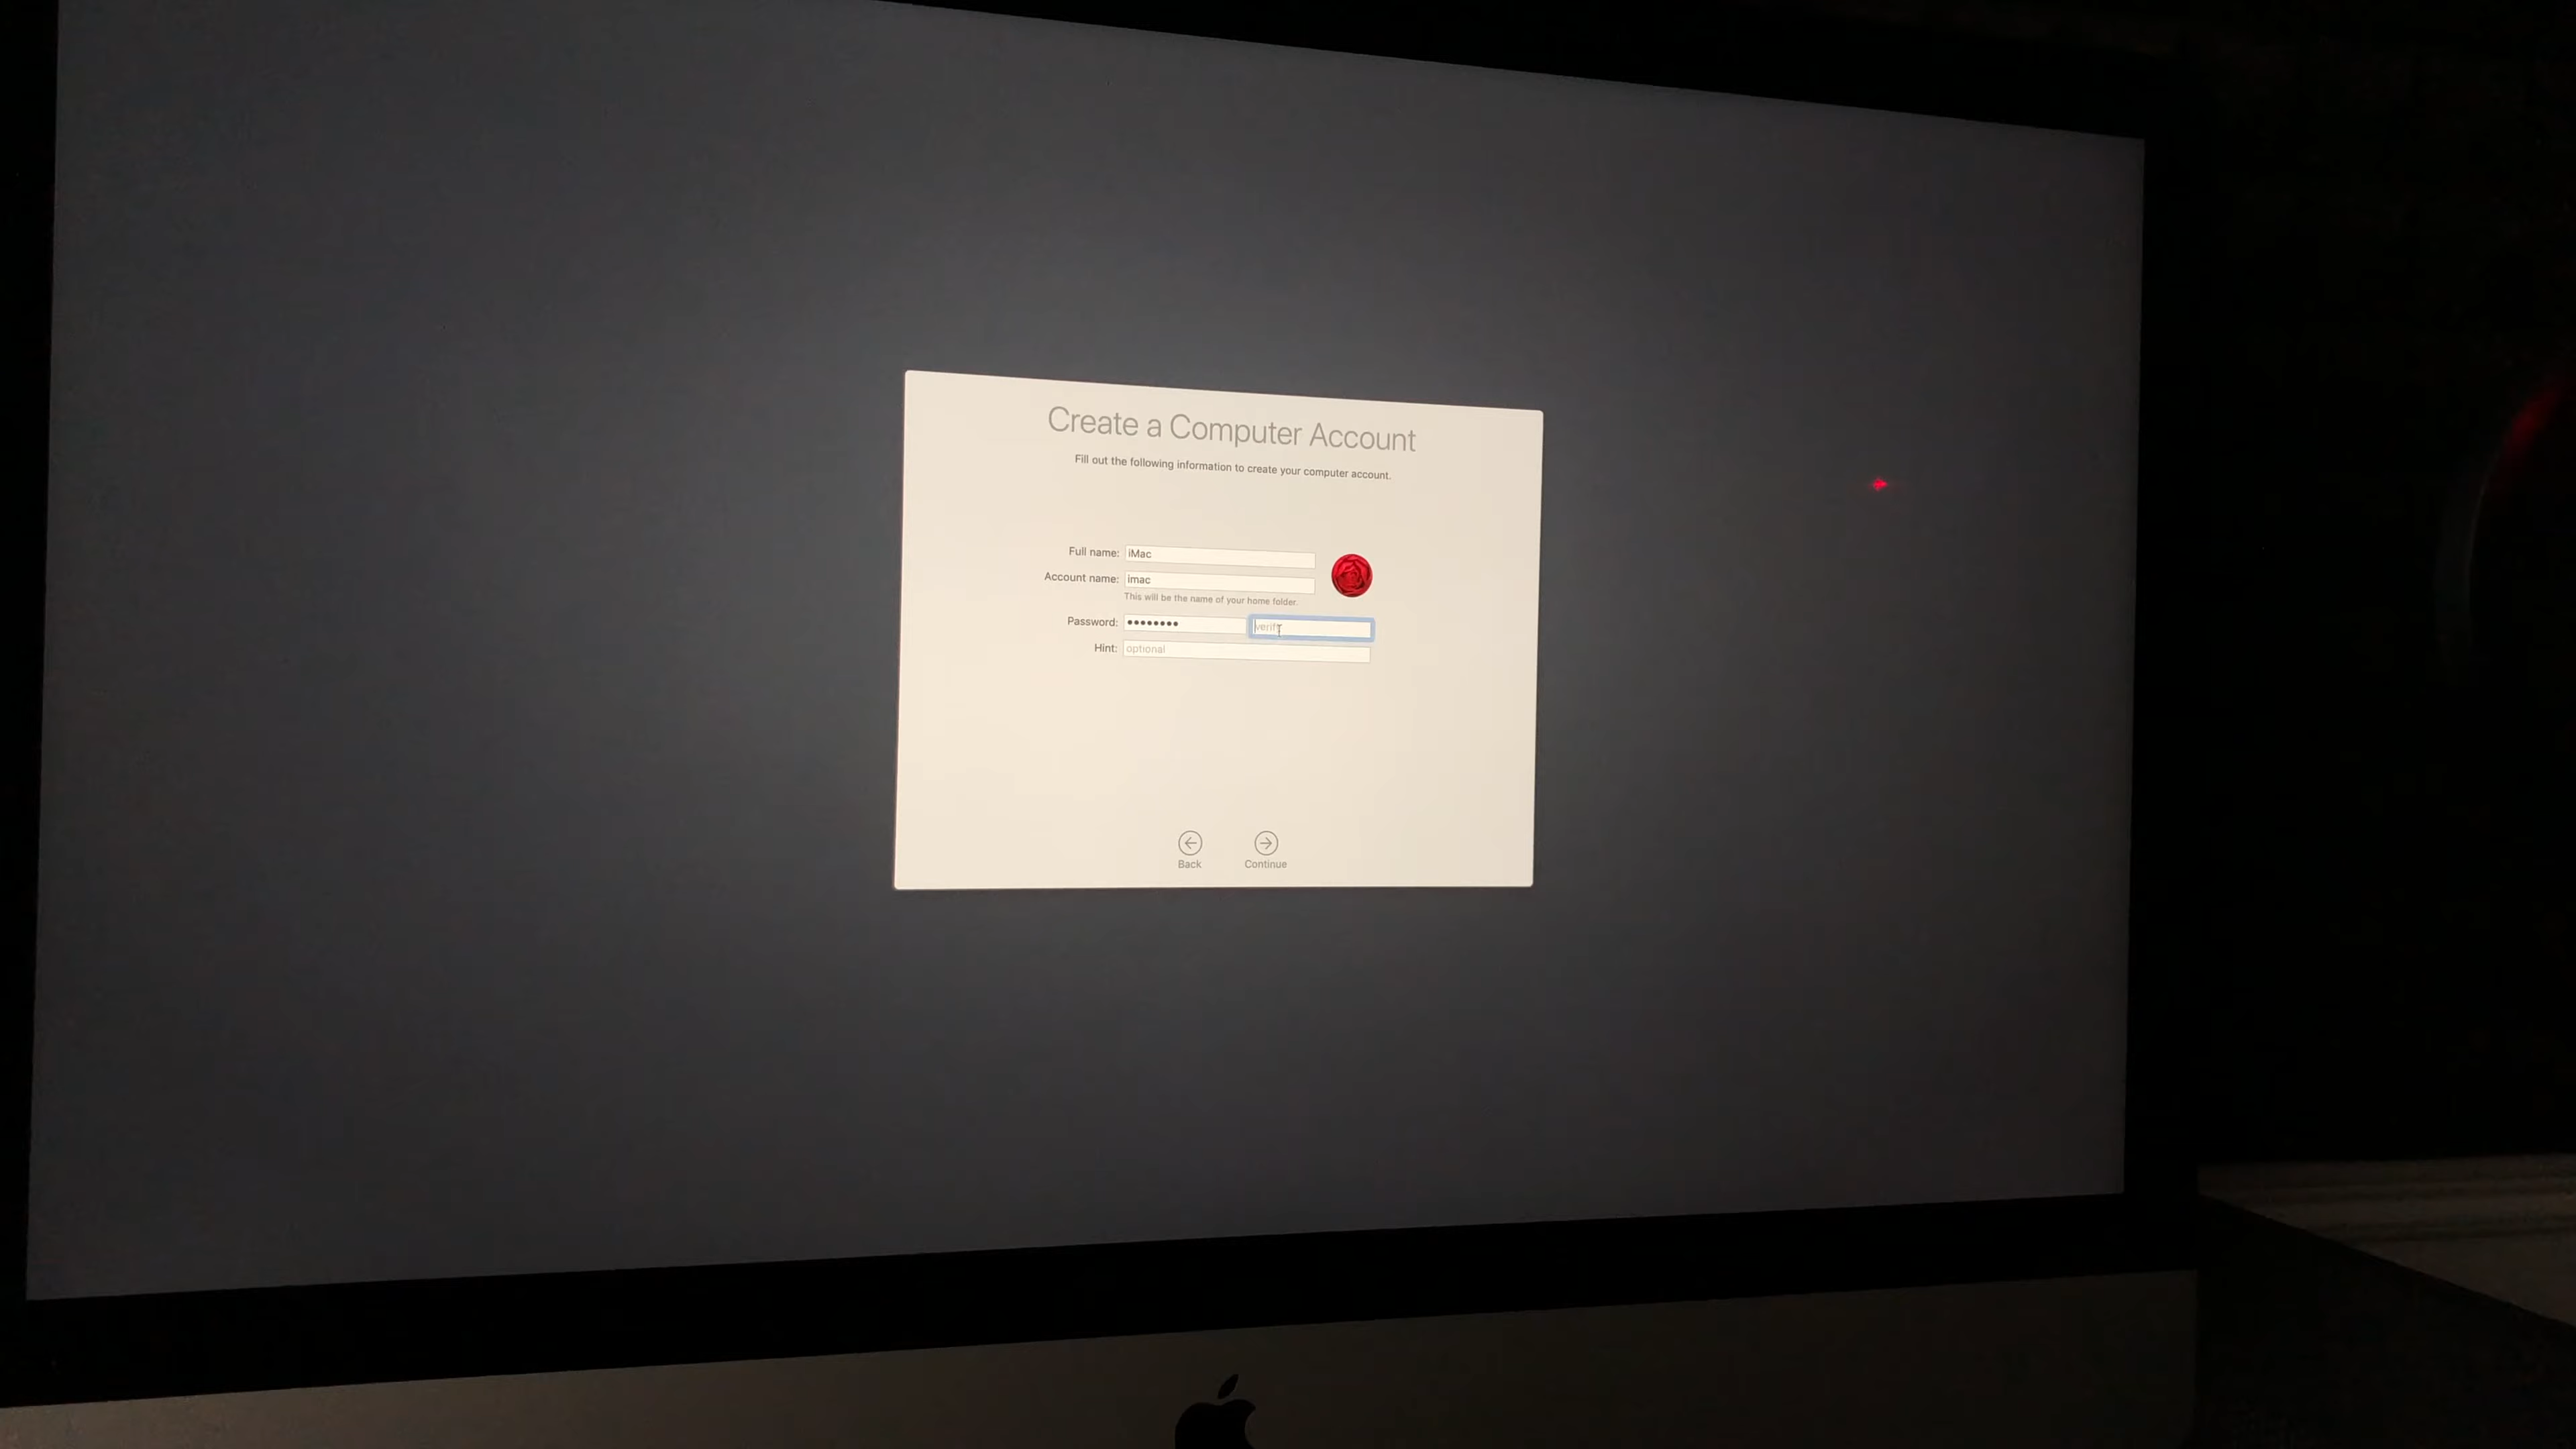 Create a Computer Account
Fill out the following information to create your computer account.
Full name: iMac
Account name: imac
This will be the name of your home folder.
Password: •••••••• verify
Hint: optional
Back Continue